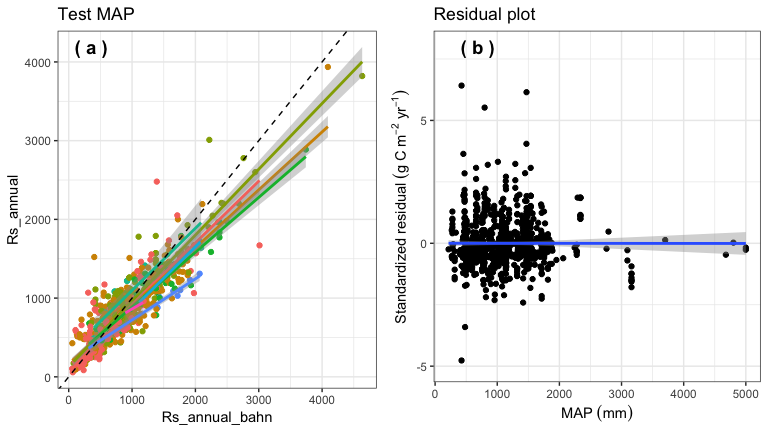 Test MAP
( a )
4000
3000
2000
1000
0
Rs_annual
0 1000 2000 3000 4000
Rs_annual_bahn
Residual plot
( b )
5
0
-5
Standardized residual (g C m⁻² yr⁻¹)
0 1000 2000 3000 4000 5000
MAP (mm)